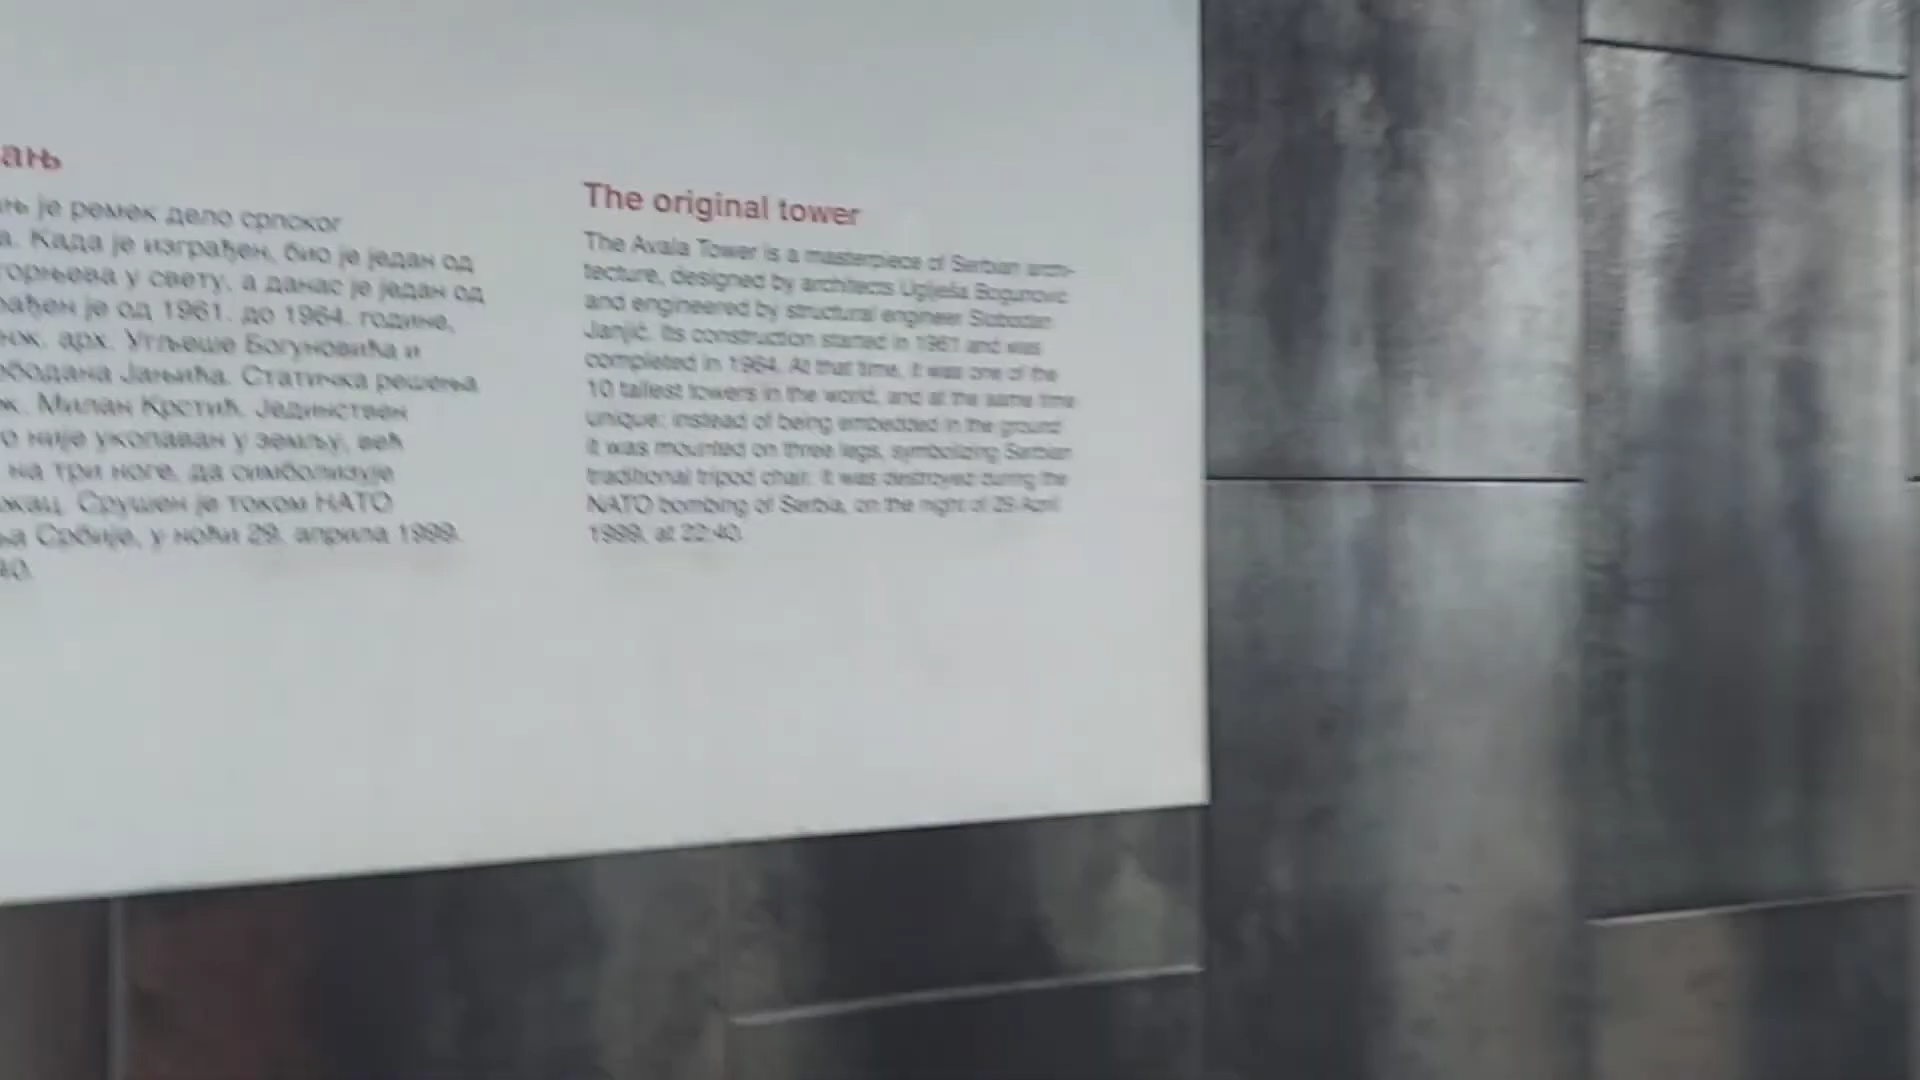 ањ
ањ је ремек дело српског
а. Када је изграђен, био је један од
торњева у свету, а данас је један од
рађен је од 1961. до 1964. године,
арх. Угљеше Богуновића и
ободана Јањића. Статичка решења
Милан Крстић. Јединствен
о није укопаван у земљу, већ
на три ноге, да симболизује
Срушен је током НАТО
ња Србије, у ноћи 29. априла 1999.
40.
The original tower
The Avala Tower is a masterpiece of Serbian archi-
tecture, designed by architects Uglješa Bogunović
and engineered by structural engineer Slobodan
Janjić. Its construction started in 1961 and was
completed in 1964. At that time, it was one of the
10 tallest towers in the world, and at the same time
unique: instead of being embedded in the ground
it was mounted on three legs, symbolizing Serbian
traditional tripod chair. It was destroyed during the
NATO bombing of Serbia, on the night of 29 April
1999, at 22:40.